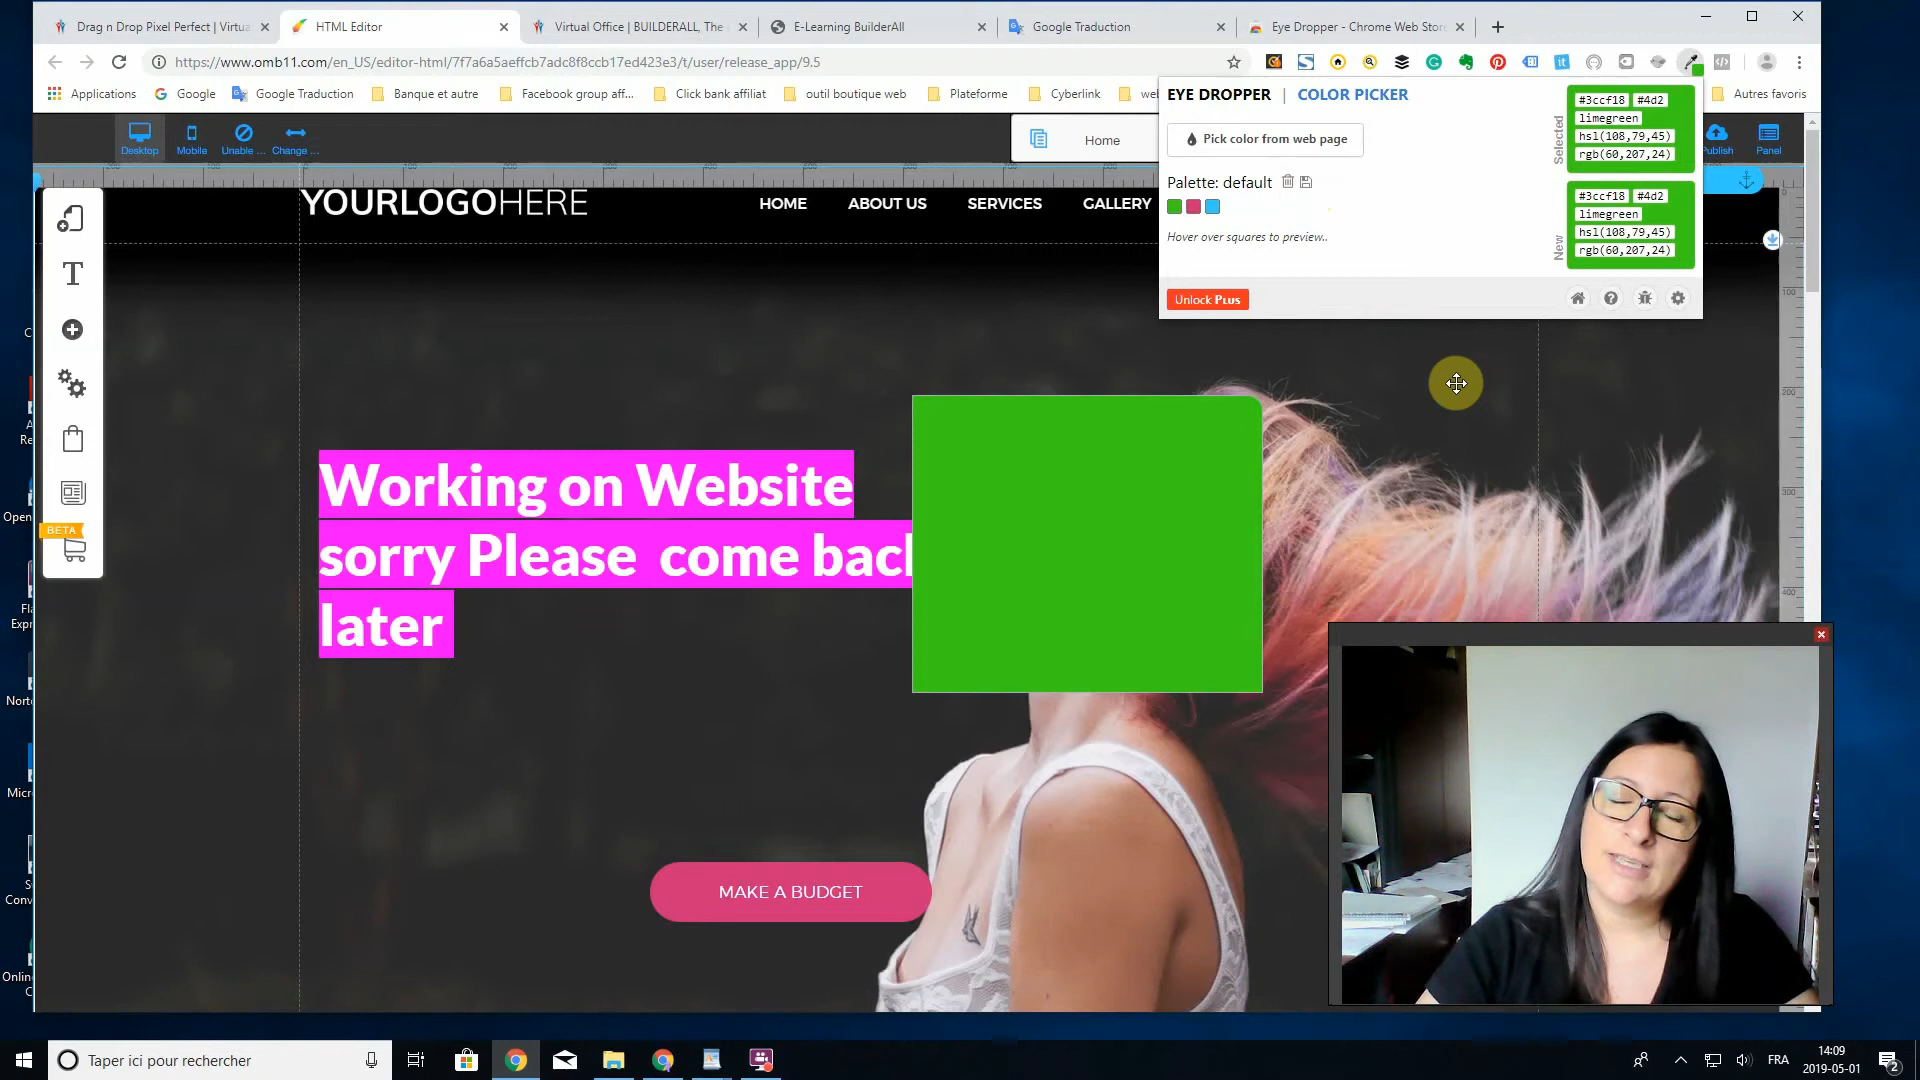 Drag n Drop Pixel Perfect | Virtua
HTML Editor
Virtual Office | BUILDERALL, The
E-Learning BuilderAll
Google Traduction
Eye Dropper - Chrome Web Stor
https://www.omb11.com/en_US/editor-html/7f7a6a5aeffcb7adc8f8ccb17ed423e3/t/user/release_app/9.5
Applications
Google
Google Traduction
Banque et autre
Facebook group aff...
Click bank affiliat
outil boutique web
Plateforme
Cyberlink
Autres favoris
EYE DROPPER | COLOR PICKER
Pick color from web page
Palette: default
Hover over squares to preview..
Unlock Plus
Selected
#3ccf18 #4d2
limegreen
hsl(108,79,45)
rgb(60,207,24)
New
#3ccf18 #4d2
limegreen
hsl(108,79,45)
rgb(60,207,24)
Desktop
Mobile
Unable ...
Change ...
Home
Panel
YOURLOGOHERE
HOME
ABOUT US
SERVICES
GALLERY
BETA
Working on Website
sorry Please come back
later
MAKE A BUDGET
Taper ici pour rechercher
FRA
14:09
2019-05-01
2